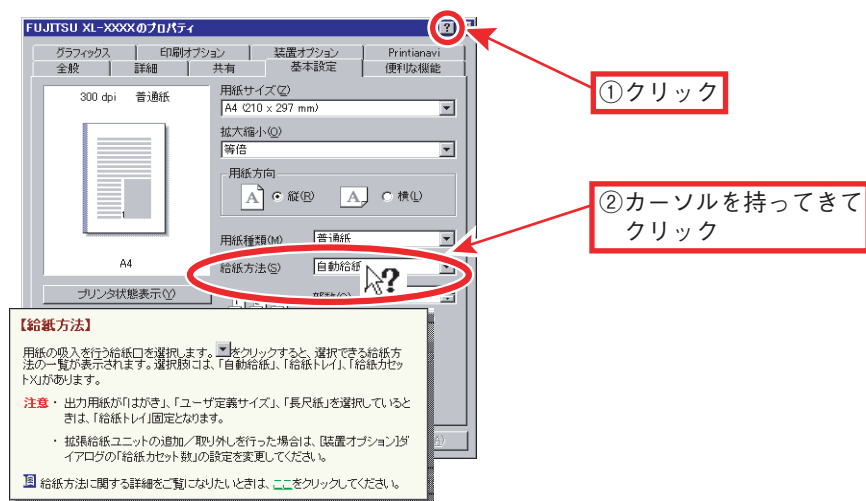 FUJITSU XL-XXXXのプロパティ
?
グラフィックス 印刷オプション 装置オプション Printianavi
全般 詳細 共有 基本設定 便利な機能
①クリック
300 dpi 普通紙
用紙サイズ(Z)
A4 (210 x 297 mm)
拡大縮小(O)
等倍
用紙方向
A 縦(R) A 横(L)
②カーソルを持ってきて
クリック
用紙種類(M) 普通紙
A4
給紙方法(S) 自動給紙
?
プリンタ状態表示(Y)
【給紙方法】
用紙の吸入を行う給紙口を選択します。をクリックすると、選択できる給紙方
法の一覧が表示されます。選択肢には、「自動給紙」、「給紙トレイ」、「給紙カセッ
トX」があります。
注意・ 出力用紙が「はがき」、「ユーザ定義サイズ」、「長尺紙」を選択していると
きは、「給紙トレイ」固定となります。
・ 拡張給紙ユニットの追加／取り外しを行った場合は、[装置オプション]ダ
イアログの「給紙カセット数」の設定を変更してください。
給紙方法に関する詳細をご覧になりたいときは、ここをクリックしてください。